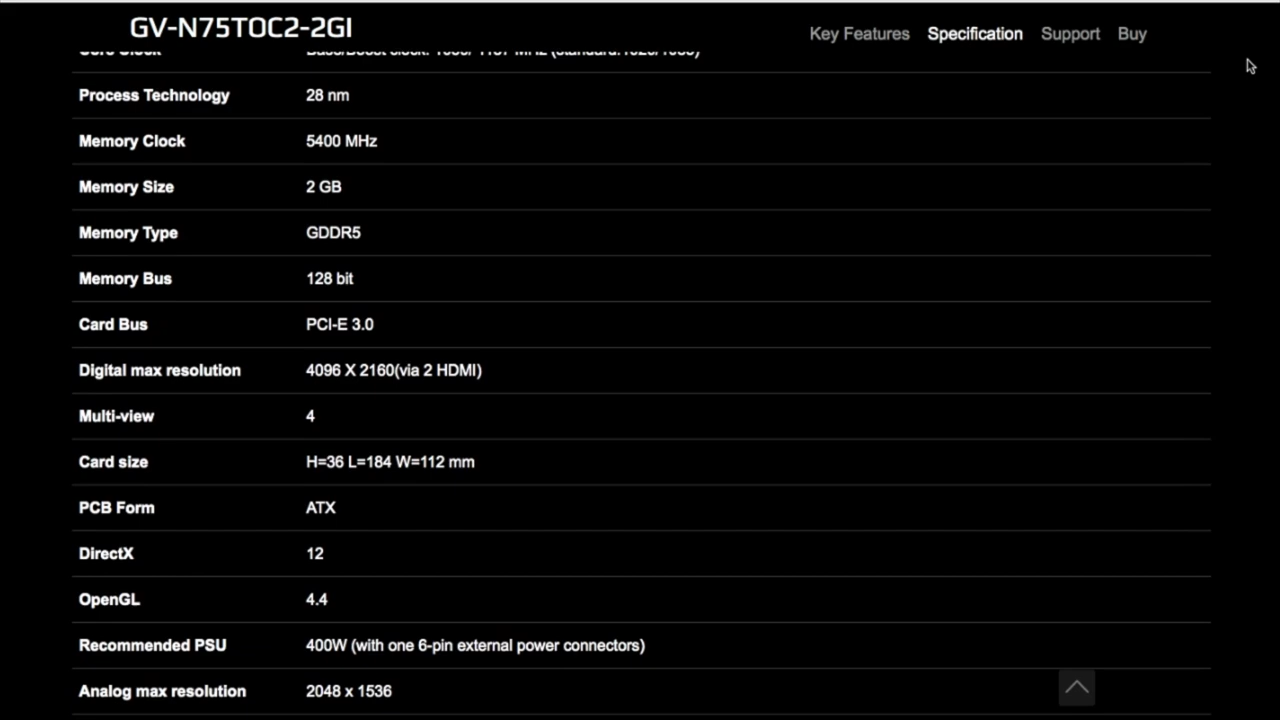 GV-N75TOC2-2GI
Key Features Specification Support Buy
Process Technology 28 nm
Memory Clock 5400 MHz
Memory Size 2 GB
Memory Type GDDR5
Memory Bus 128 bit
Card Bus PCI-E 3.0
Digital max resolution 4096 X 2160(via 2 HDMI)
Multi-view 4
Card size H=36 L=184 W=112 mm
PCB Form ATX
DirectX 12
OpenGL 4.4
Recommended PSU 400W (with one 6-pin external power connectors)
Analog max resolution 2048 x 1536